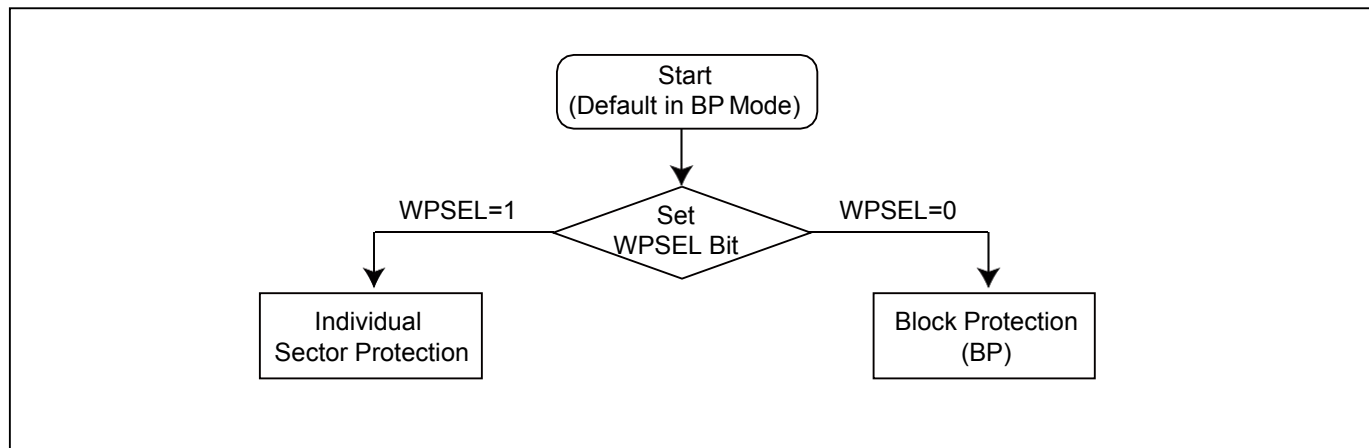 Start
(Default in BP Mode)
WPSEL=1
Set
WPSEL Bit
WPSEL=0
Individual
Sector Protection
Block Protection
(BP)